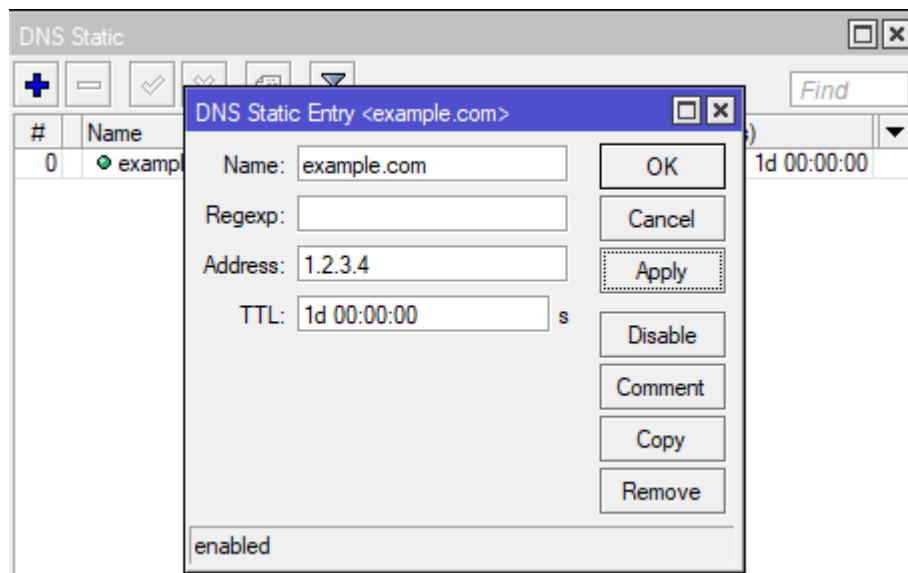 DNS Static
Find
# Name
0 exampl 1d 00:00:00
DNS Static Entry <example.com>
Name: example.com OK
Regexp: Cancel
Address: 1.2.3.4 Apply
TTL: 1d 00:00:00 s
Disable
Comment
Copy
Remove
enabled